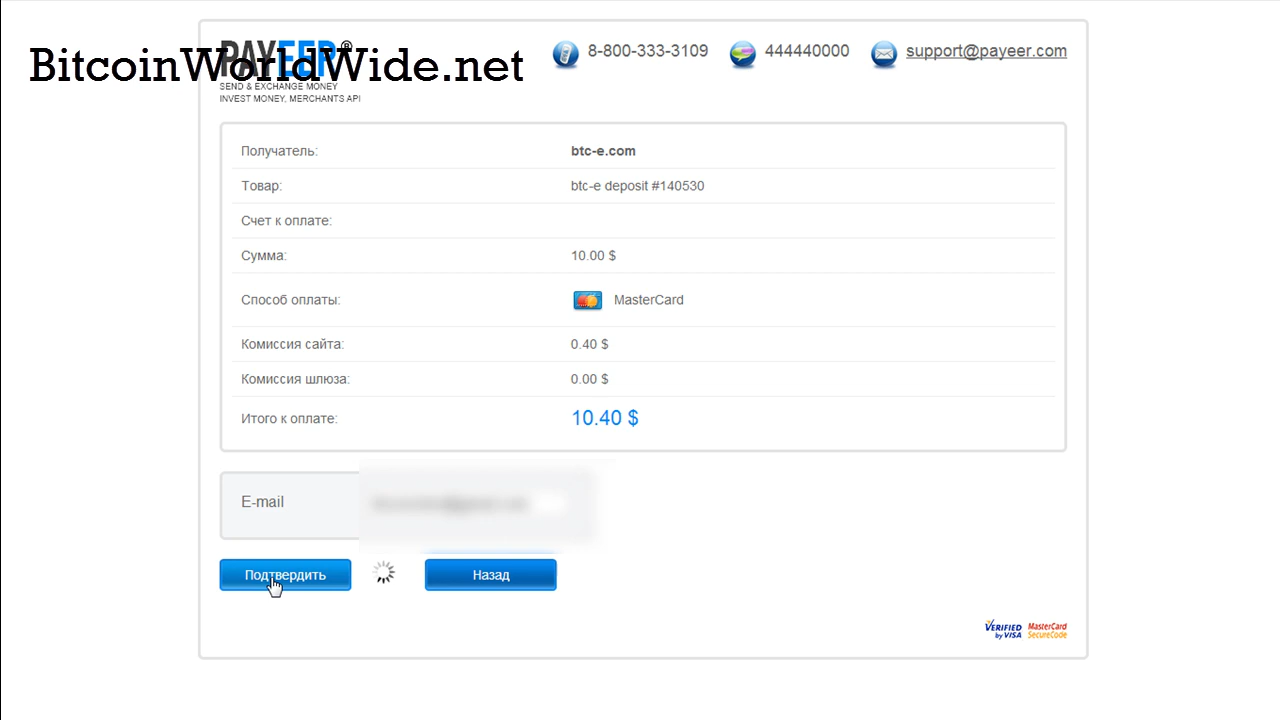 BitcoinWorldWide.net
PAYEER®
SEND & EXCHANGE MONEY
INVEST MONEY, MERCHANTS API
8-800-333-3109
444440000
support@payeer.com
Получатель: btc-e.com
Товар: btc-e deposit #140530
Счет к оплате:
Сумма: 10.00 $
Способ оплаты: MasterCard
Комиссия сайта: 0.40 $
Комиссия шлюза: 0.00 $
Итого к оплате: 10.40 $
E-mail
Подтвердить
Назад
VERIFIED by VISA
MasterCard SecureCode